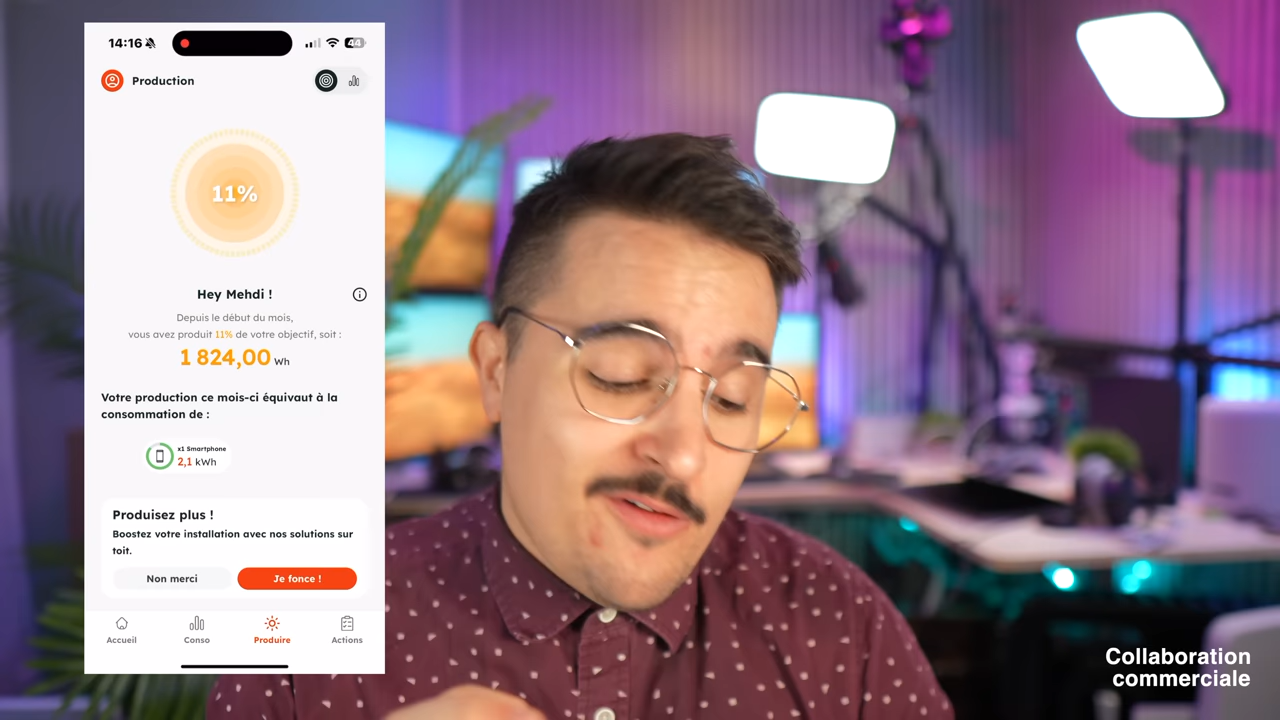 14:16
44
Production
11%
Hey Mehdi !
Depuis le début du mois,
vous avez produit 11% de votre objectif, soit :
1 824,00 Wh
Votre production ce mois-ci équivaut à la
consommation de :
x1 Smartphone
2,1 kWh
Produisez plus !
Boostez votre installation avec nos solutions sur
toit.
Non merci
Je fonce !
Accueil
Conso
Produire
Actions
Collaboration
commerciale